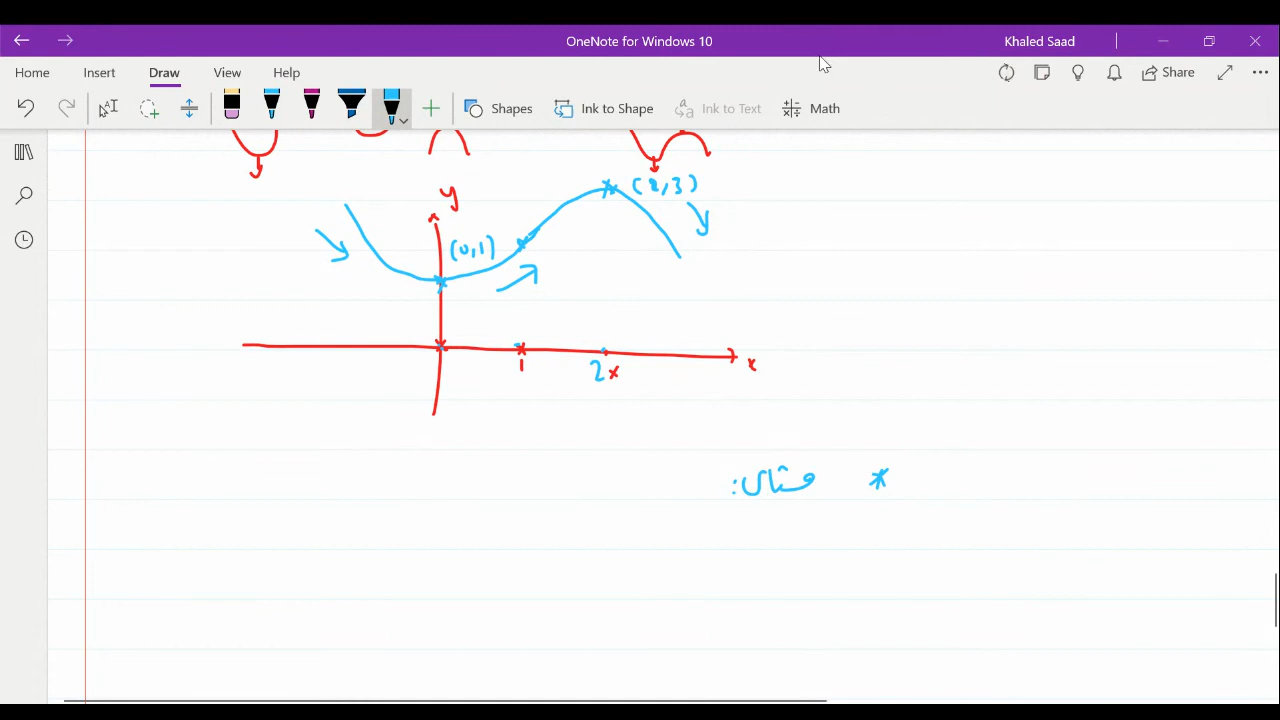 OneNote for Windows 10
Khaled Saad
Home Insert Draw View Help
Share
Shapes Ink to Shape Ink to Text Math
y
(2,3)
(0,1)
x
1
2x
* مثال: